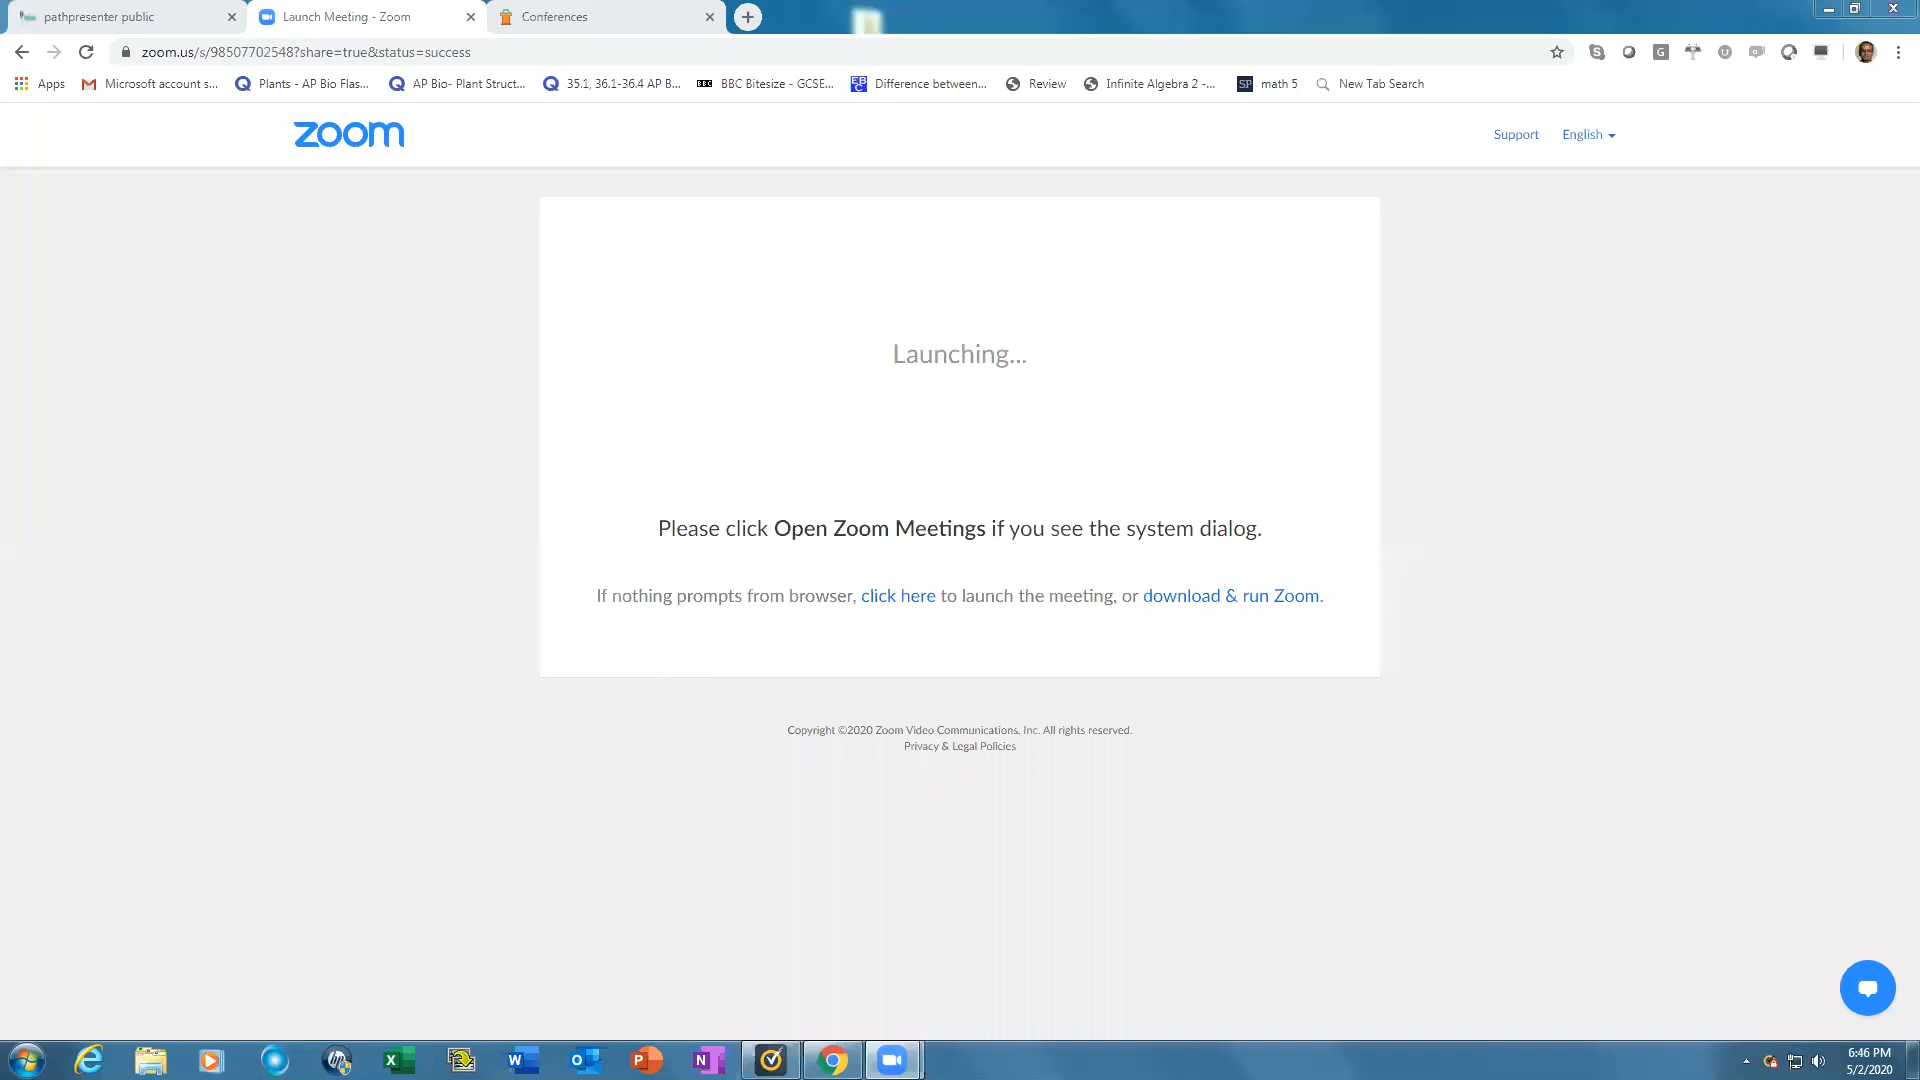 pathpresenter public
Launch Meeting - Zoom
Conferences
zoom.us/s/98507702548?share=true&status=success
Apps
Microsoft account s...
Plants - AP Bio Flas...
AP Bio- Plant Struct...
35.1, 36.1-36.4 AP B...
BBC
BBC Bitesize - GCSE...
EBC
Difference between...
Review
Infinite Algebra 2 -...
SP
math 5
New Tab Search
zoom
Support
English
Launching...
Please click Open Zoom Meetings if you see the system dialog.
If nothing prompts from browser, click here to launch the meeting, or download & run Zoom.
Copyright ©2020 Zoom Video Communications, Inc. All rights reserved.
Privacy & Legal Policies
6:46 PM
5/2/2020